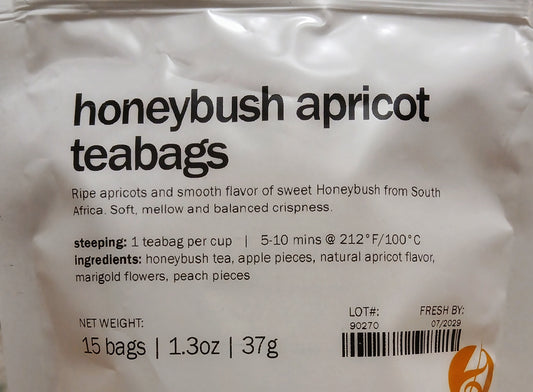 honeybush apricot
teabags
Ripe apricots and smooth flavor of sweet Honeybush from South
Africa. Soft, mellow and balanced crispness.
steeping: 1 teabag per cup | 5-10 mins @ 212°F/100°C
ingredients: honeybush tea, apple pieces, natural apricot flavor,
marigold flowers, peach pieces
NET WEIGHT:
15 bags | 1.3oz | 37g
LOT#: FRESH BY:
90270 07/2029